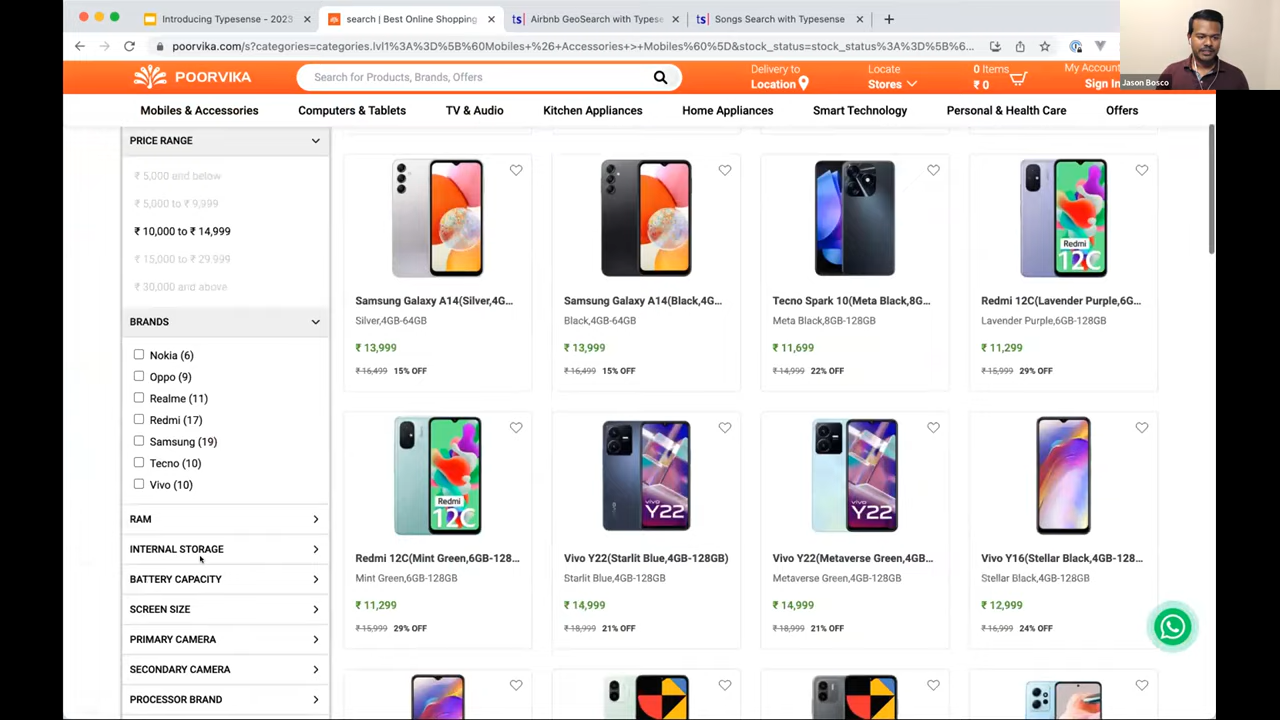 Introducing Typesense - 2023
search | Best Online Shopping
Airbnb GeoSearch with Typese
Songs Search with Typesense
poorvika.com/s?categories=categories.lvl1%3A%3D%5B%60Mobiles+%26+Accessories+>+Mobiles%60%5D&stock_status=stock_status%3A%3D%5B%6...
Jason Bosco
POORVIKA
Search for Products, Brands, Offers
Delivery to
Location
Locate
Stores
0 Items
₹ 0
My Account
Sign In
Mobiles & Accessories
Computers & Tablets
TV & Audio
Kitchen Appliances
Home Appliances
Smart Technology
Personal & Health Care
Offers
PRICE RANGE
₹ 5,000 and below
₹ 5,000 to ₹ 9,999
₹ 10,000 to ₹ 14,999
₹ 15,000 to ₹ 29,999
₹ 30,000 and above
BRANDS
Nokia (6)
Oppo (9)
Realme (11)
Redmi (17)
Samsung (19)
Tecno (10)
Vivo (10)
RAM
INTERNAL STORAGE
BATTERY CAPACITY
SCREEN SIZE
PRIMARY CAMERA
SECONDARY CAMERA
PROCESSOR BRAND
Samsung Galaxy A14(Silver,4G...
Silver,4GB-64GB
₹ 13,999
₹ 16,499 15% OFF
Samsung Galaxy A14(Black,4G...
Black,4GB-64GB
₹ 13,999
₹ 16,499 15% OFF
Tecno Spark 10(Meta Black,8G...
Meta Black,8GB-128GB
₹ 11,699
₹ 14,999 22% OFF
Redmi
12C
Redmi 12C(Lavender Purple,6G...
Lavender Purple,6GB-128GB
₹ 11,299
₹ 15,999 29% OFF
Redmi
12C
Redmi 12C(Mint Green,6GB-128...
Mint Green,6GB-128GB
₹ 11,299
₹ 15,999 29% OFF
vivo
Y22
Vivo Y22(Starlit Blue,4GB-128GB)
Starlit Blue,4GB-128GB
₹ 14,999
₹ 18,999 21% OFF
vivo
Y22
Vivo Y22(Metaverse Green,4GB...
Metaverse Green,4GB-128GB
₹ 14,999
₹ 18,999 21% OFF
Vivo Y16(Stellar Black,4GB-128...
Stellar Black,4GB-128GB
₹ 12,999
₹ 16,999 24% OFF